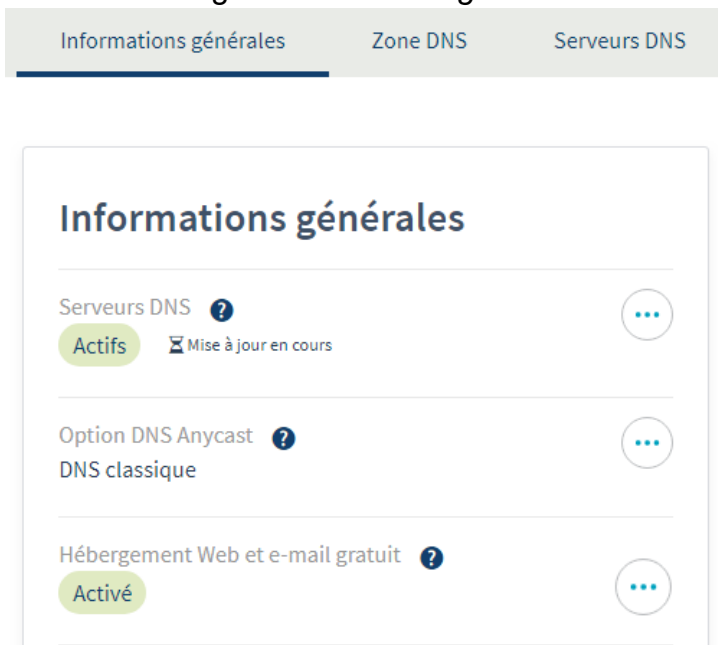 Informations générales Zone DNS Serveurs DNS
Informations générales
Serveurs DNS ?
Actifs Mise à jour en cours
Option DNS Anycast ?
DNS classique
Hébergement Web et e-mail gratuit ?
Activé